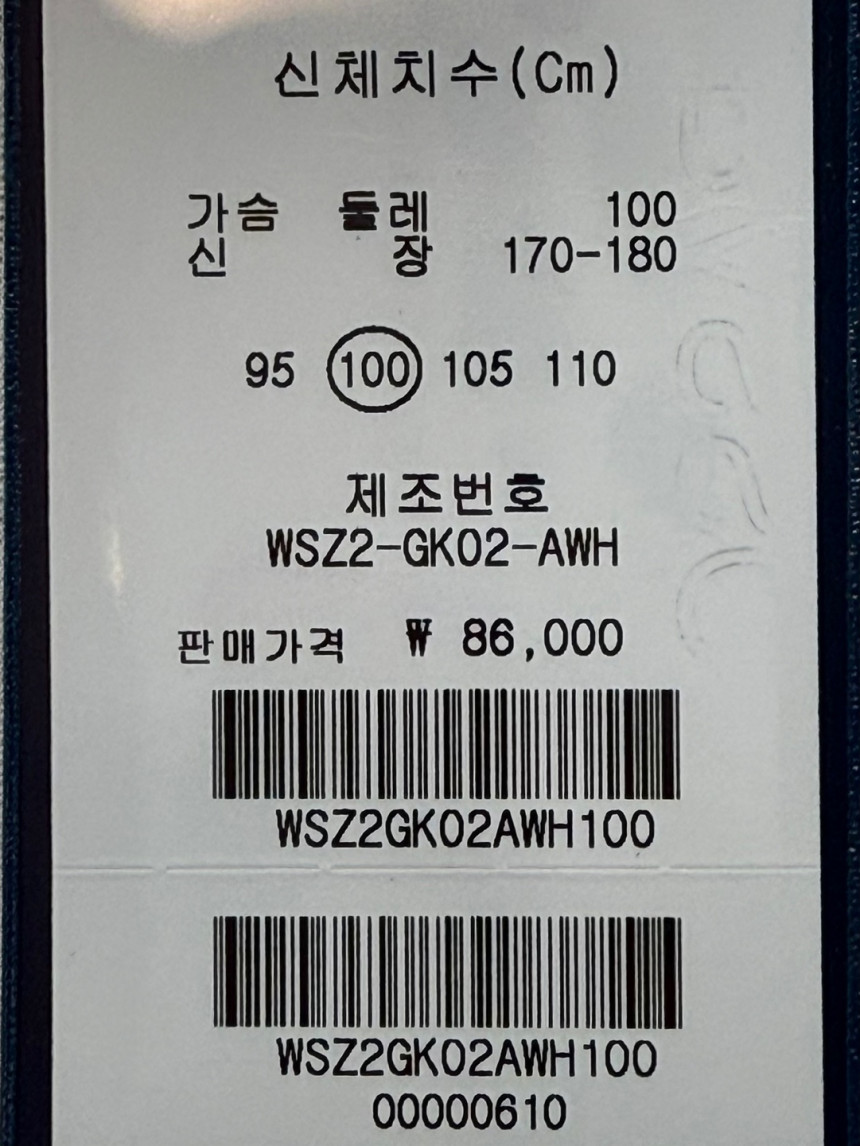 신체치수(Cm)
가슴 둘레 100
신 장 170-180
95 100 105 110
제조번호
WSZ2-GK02-AWH
판매가격 ₩ 86,000
WSZ2GK02AWH100
WSZ2GK02AWH100
00000610